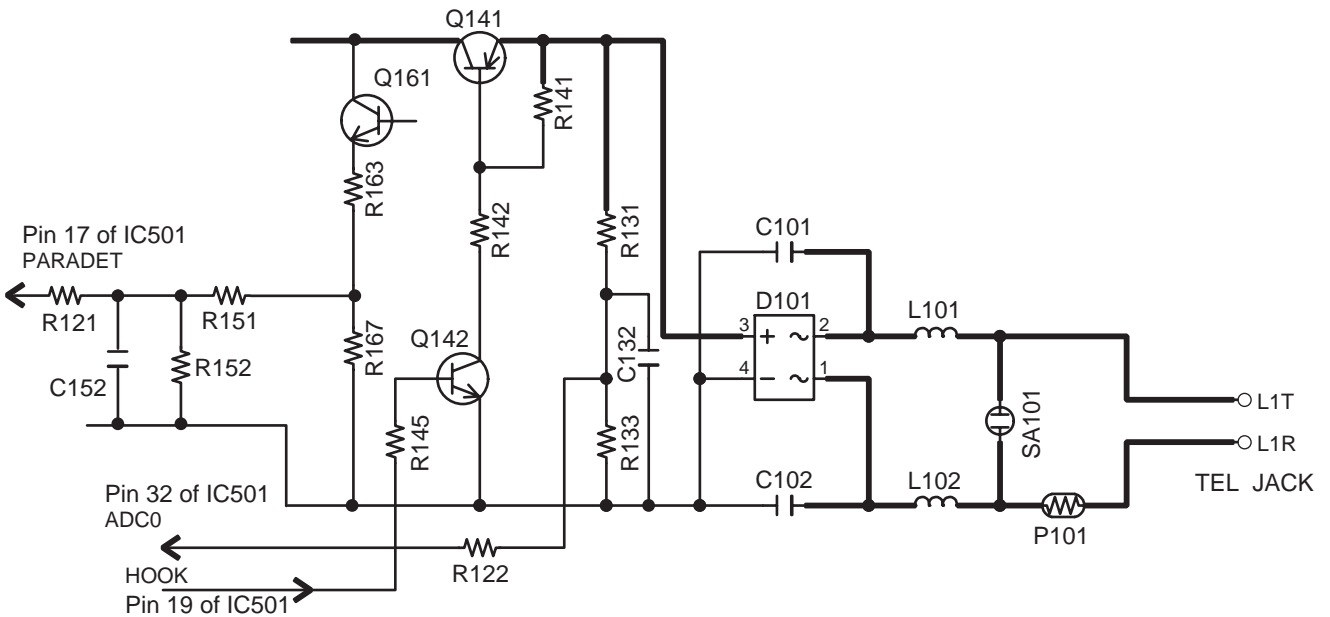 Q141
Q161
R141
R163
R142
R131
C101
Pin 17 of IC501
PARADET
D101
L101
3 + ~ 2
R121
R151
R167
Q142
C132
4 − ~ 1
C152
R152
SA101
L1T
R145
R133
L1R
Pin 32 of IC501
ADC0
C102
L102
TEL JACK
P101
HOOK
R122
Pin 19 of IC501